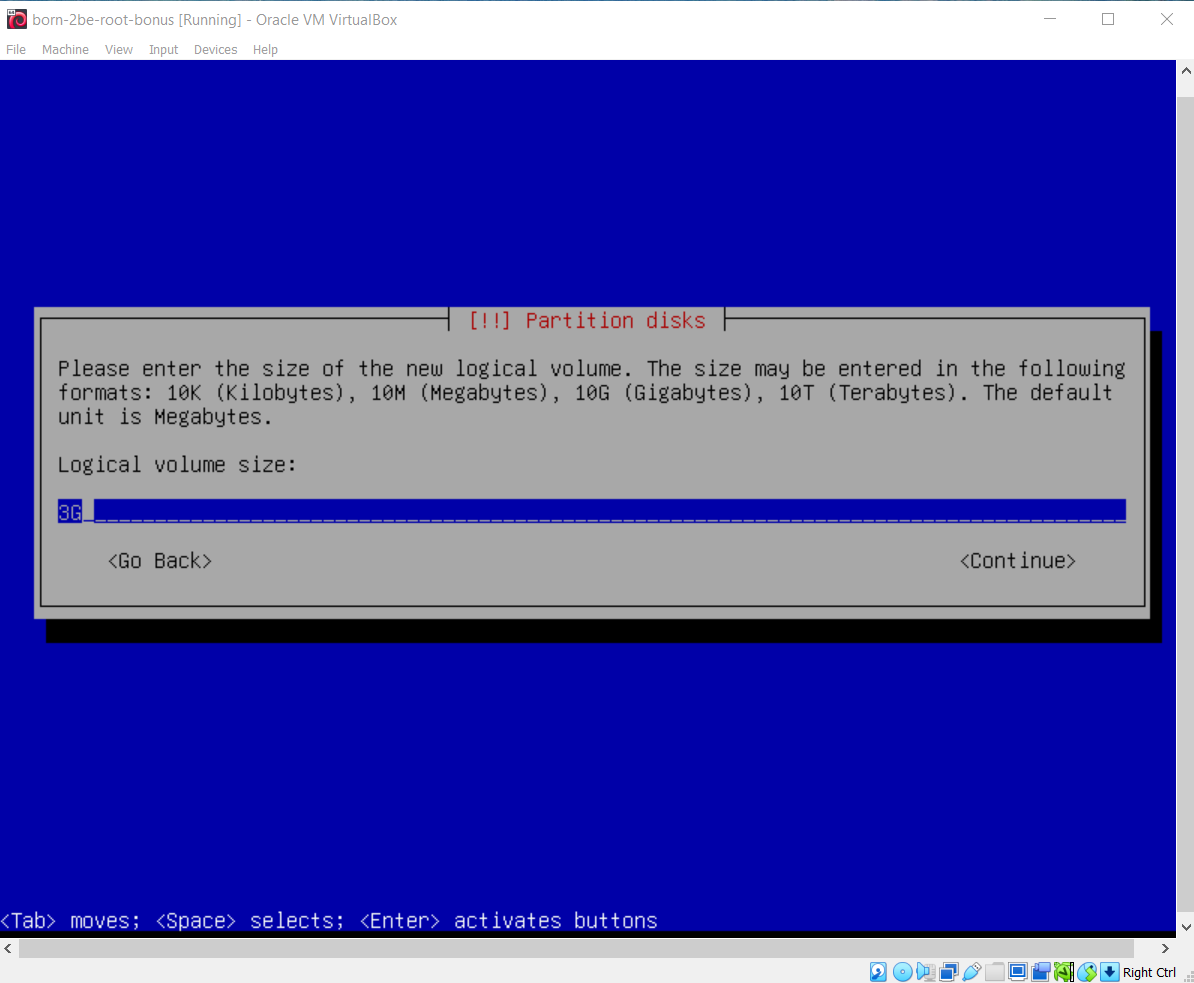 born-2be-root-bonus [Running] - Oracle VM VirtualBox
File Machine View Input Devices Help
[!!] Partition disks
Please enter the size of the new logical volume. The size may be entered in the following
formats: 10K (Kilobytes), 10M (Megabytes), 10G (Gigabytes), 10T (Terabytes). The default
unit is Megabytes.
Logical volume size:
3G
<Go Back> <Continue>
<Tab> moves; <Space> selects; <Enter> activates buttons
Right Ctrl